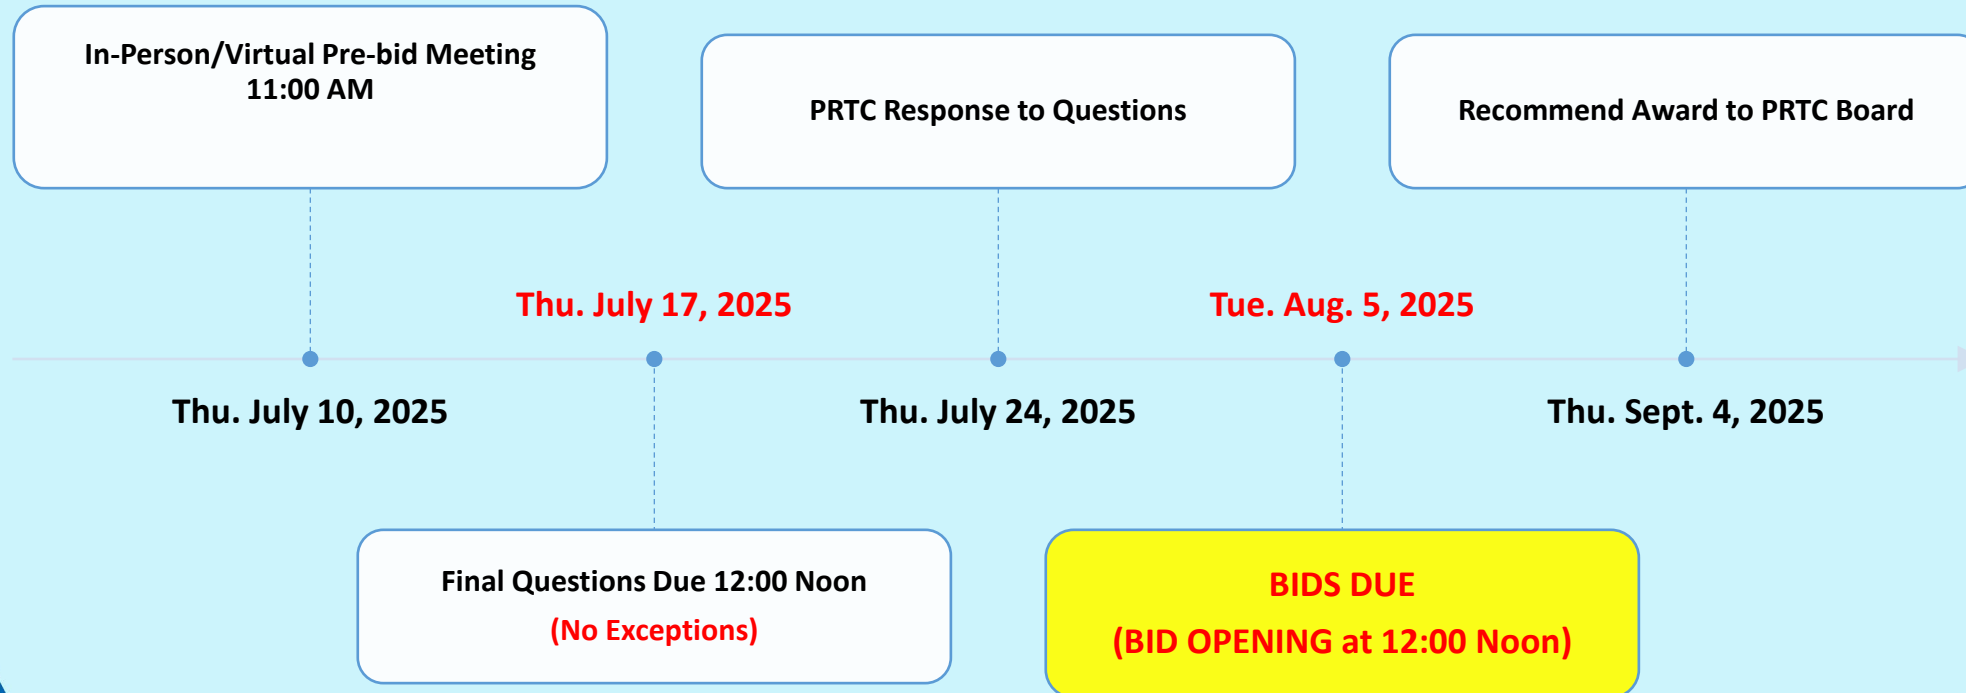 In-Person/Virtual Pre-bid Meeting
11:00 AM
PRTC Response to Questions
Recommend Award to PRTC Board
Thu. July 17, 2025
Tue. Aug. 5, 2025
Thu. July 10, 2025
Thu. July 24, 2025
Thu. Sept. 4, 2025
Final Questions Due 12:00 Noon
(No Exceptions)
BIDS DUE
(BID OPENING at 12:00 Noon)